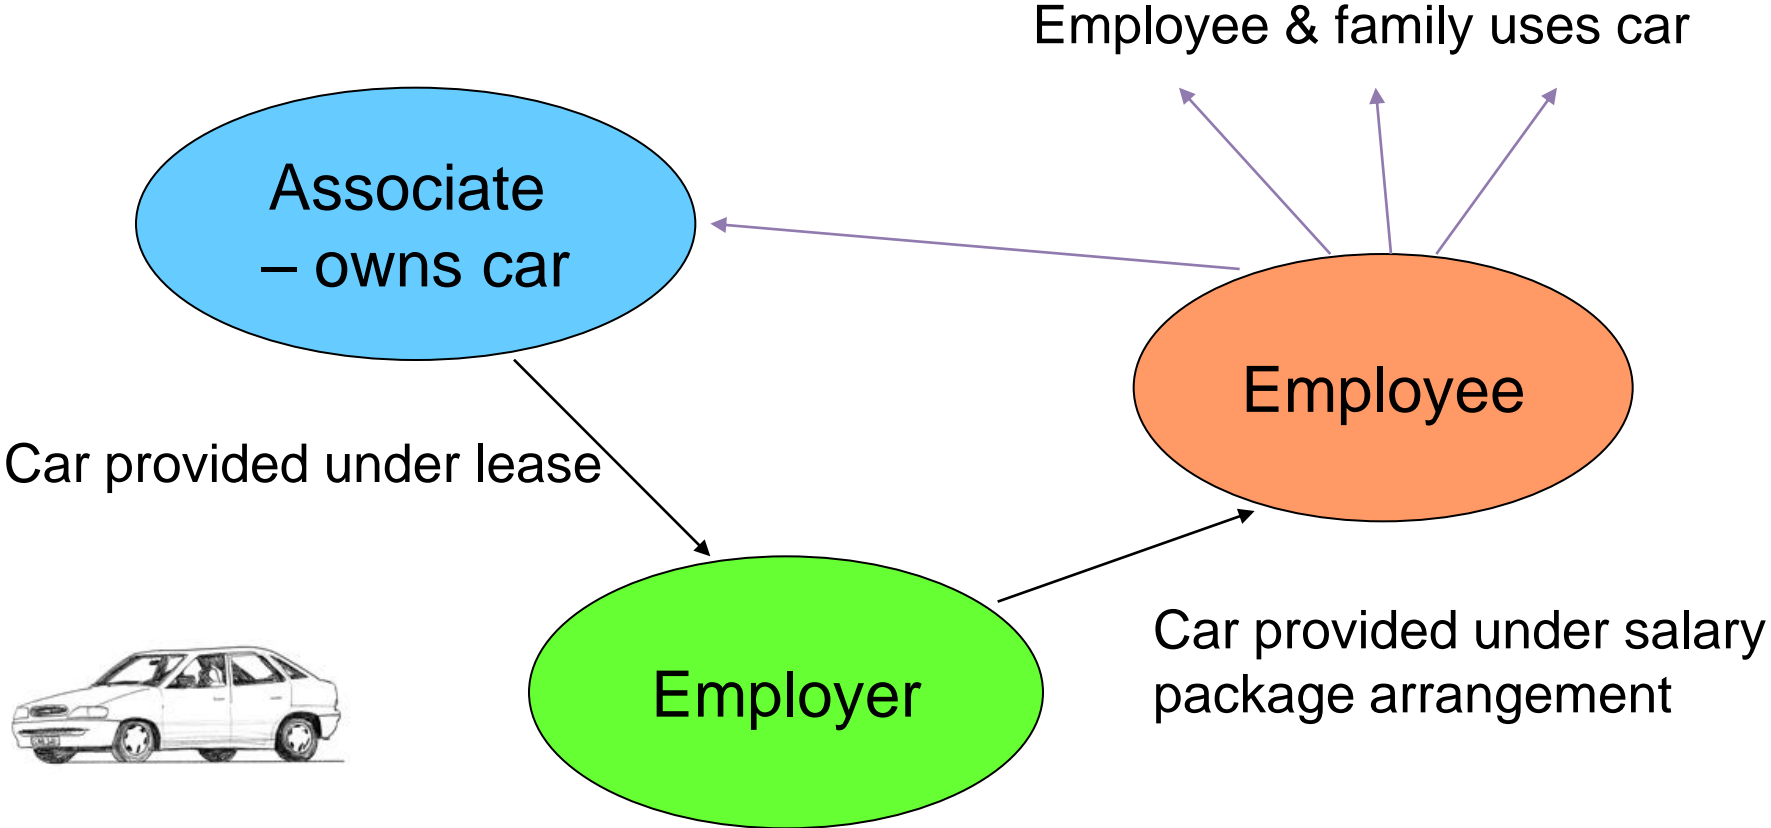 Employee & family uses car
Associate
– owns car
Employee
Car provided under lease
Car provided under salary
package arrangement
Employer